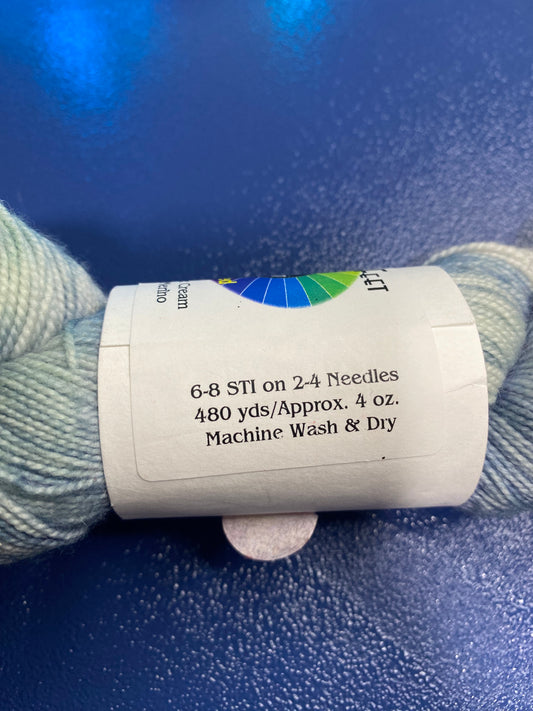 Cream
6-8 STI on 2-4 Needles
480 yds/Approx. 4 oz.
Machine Wash & Dry